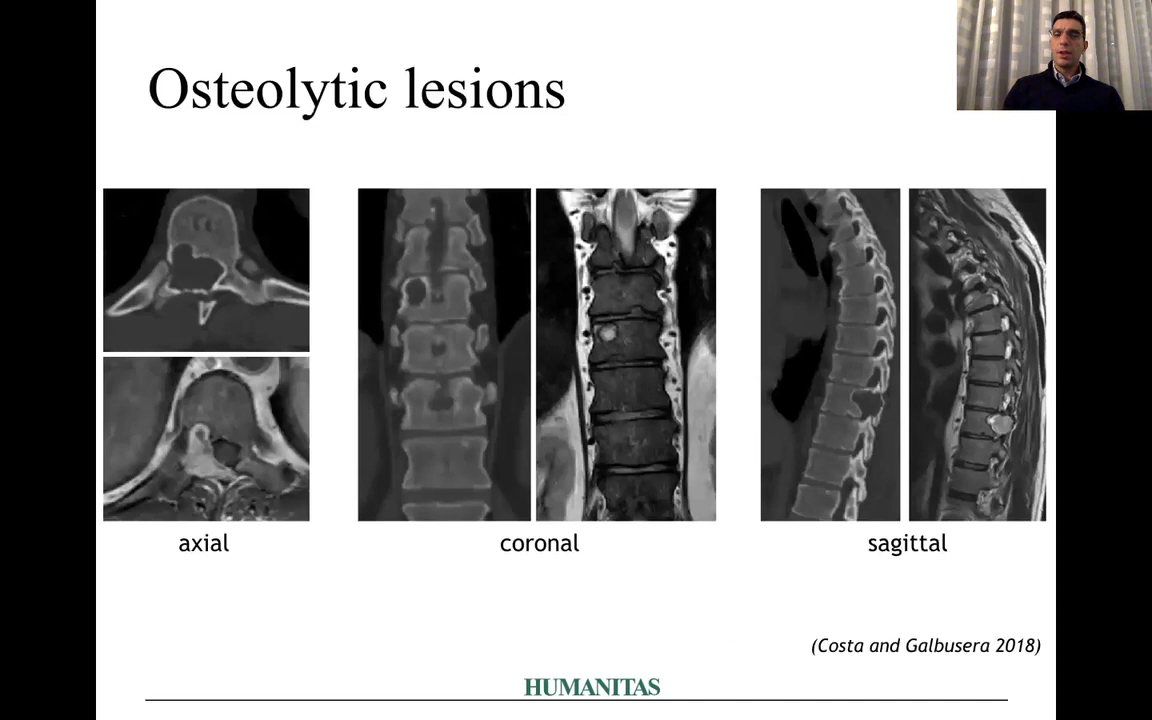 Osteolytic lesions
axial
coronal
sagittal
(Costa and Galbusera 2018)
HUMANITAS